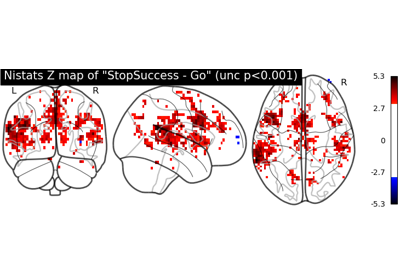 Nistats Z map of "StopSuccess - Go" (unc p<0.001)
L R R
5.3
2.7
0
-2.7
-5.3